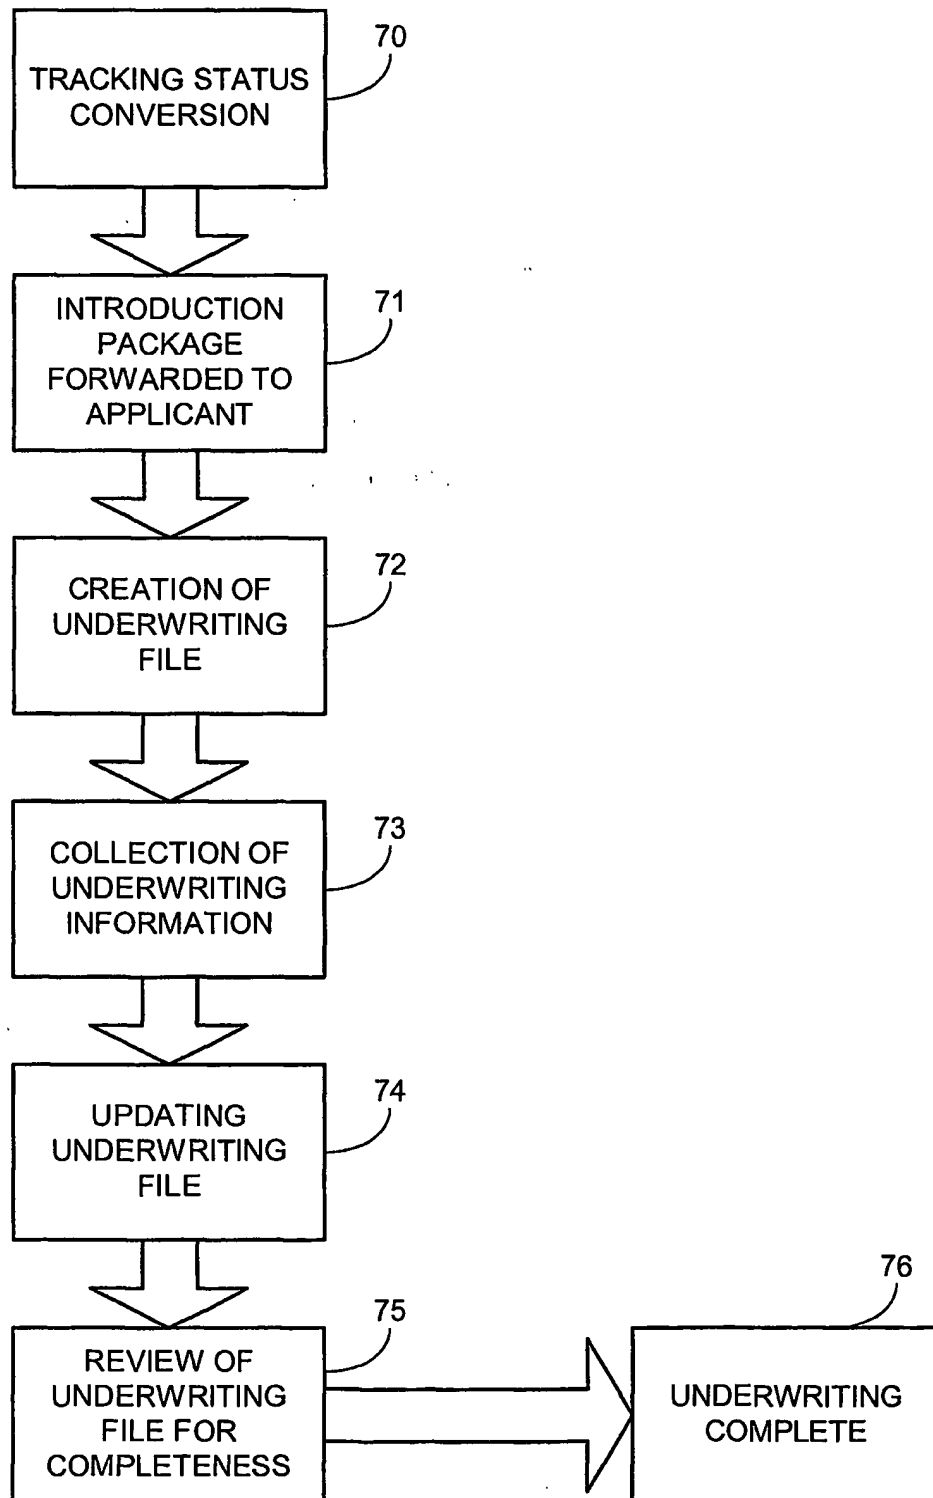 70
TRACKING STATUS
CONVERSION
71
INTRODUCTION
PACKAGE
FORWARDED TO
APPLICANT
72
CREATION OF
UNDERWRITING
FILE
73
COLLECTION OF
UNDERWRITING
INFORMATION
74
UPDATING
UNDERWRITING
FILE
75
REVIEW OF
UNDERWRITING
FILE FOR
COMPLETENESS
76
UNDERWRITING
COMPLETE